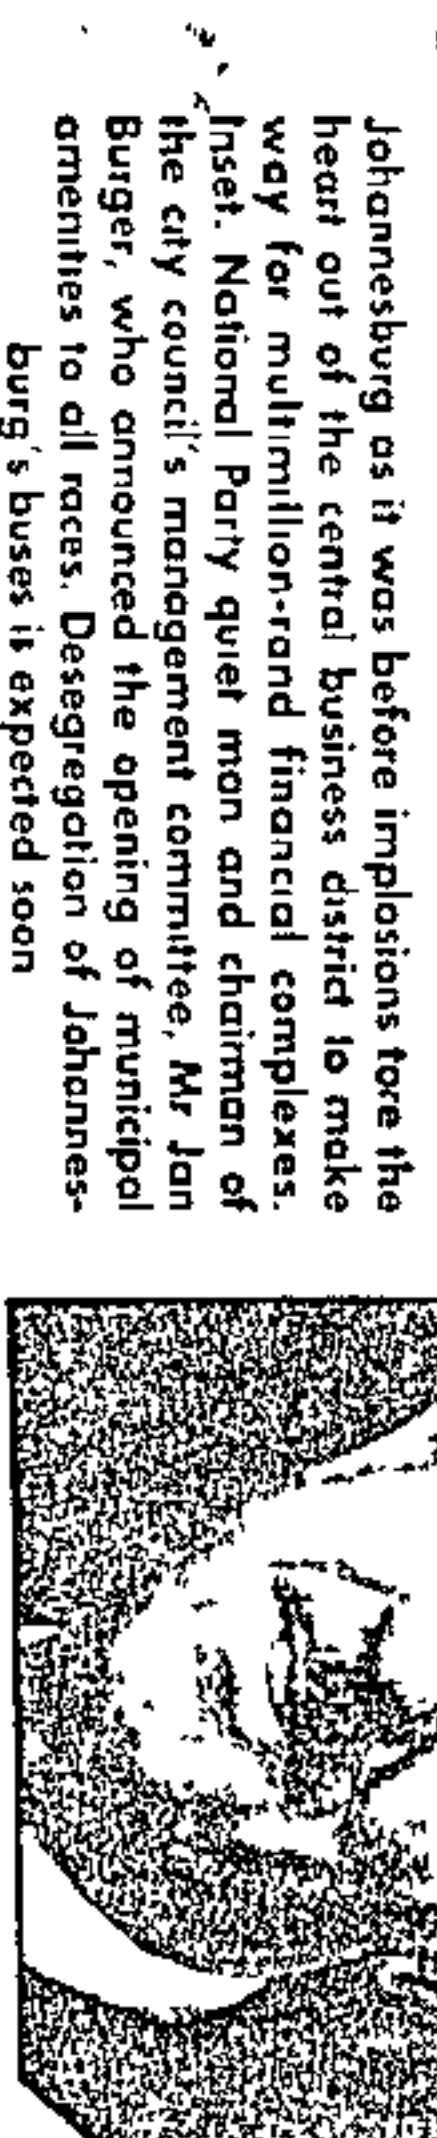 Johannesburg as it was before implosions tore the
heart out of the central business district to make
way for multimillion-rand financial complexes.
Inset. National Party quiet man and chairman of
the city council's management committee, Mr Jan
Burger, who announced the opening of municipal
amenities to all races. Desegregation of Johannes-
burg's buses is expected soon